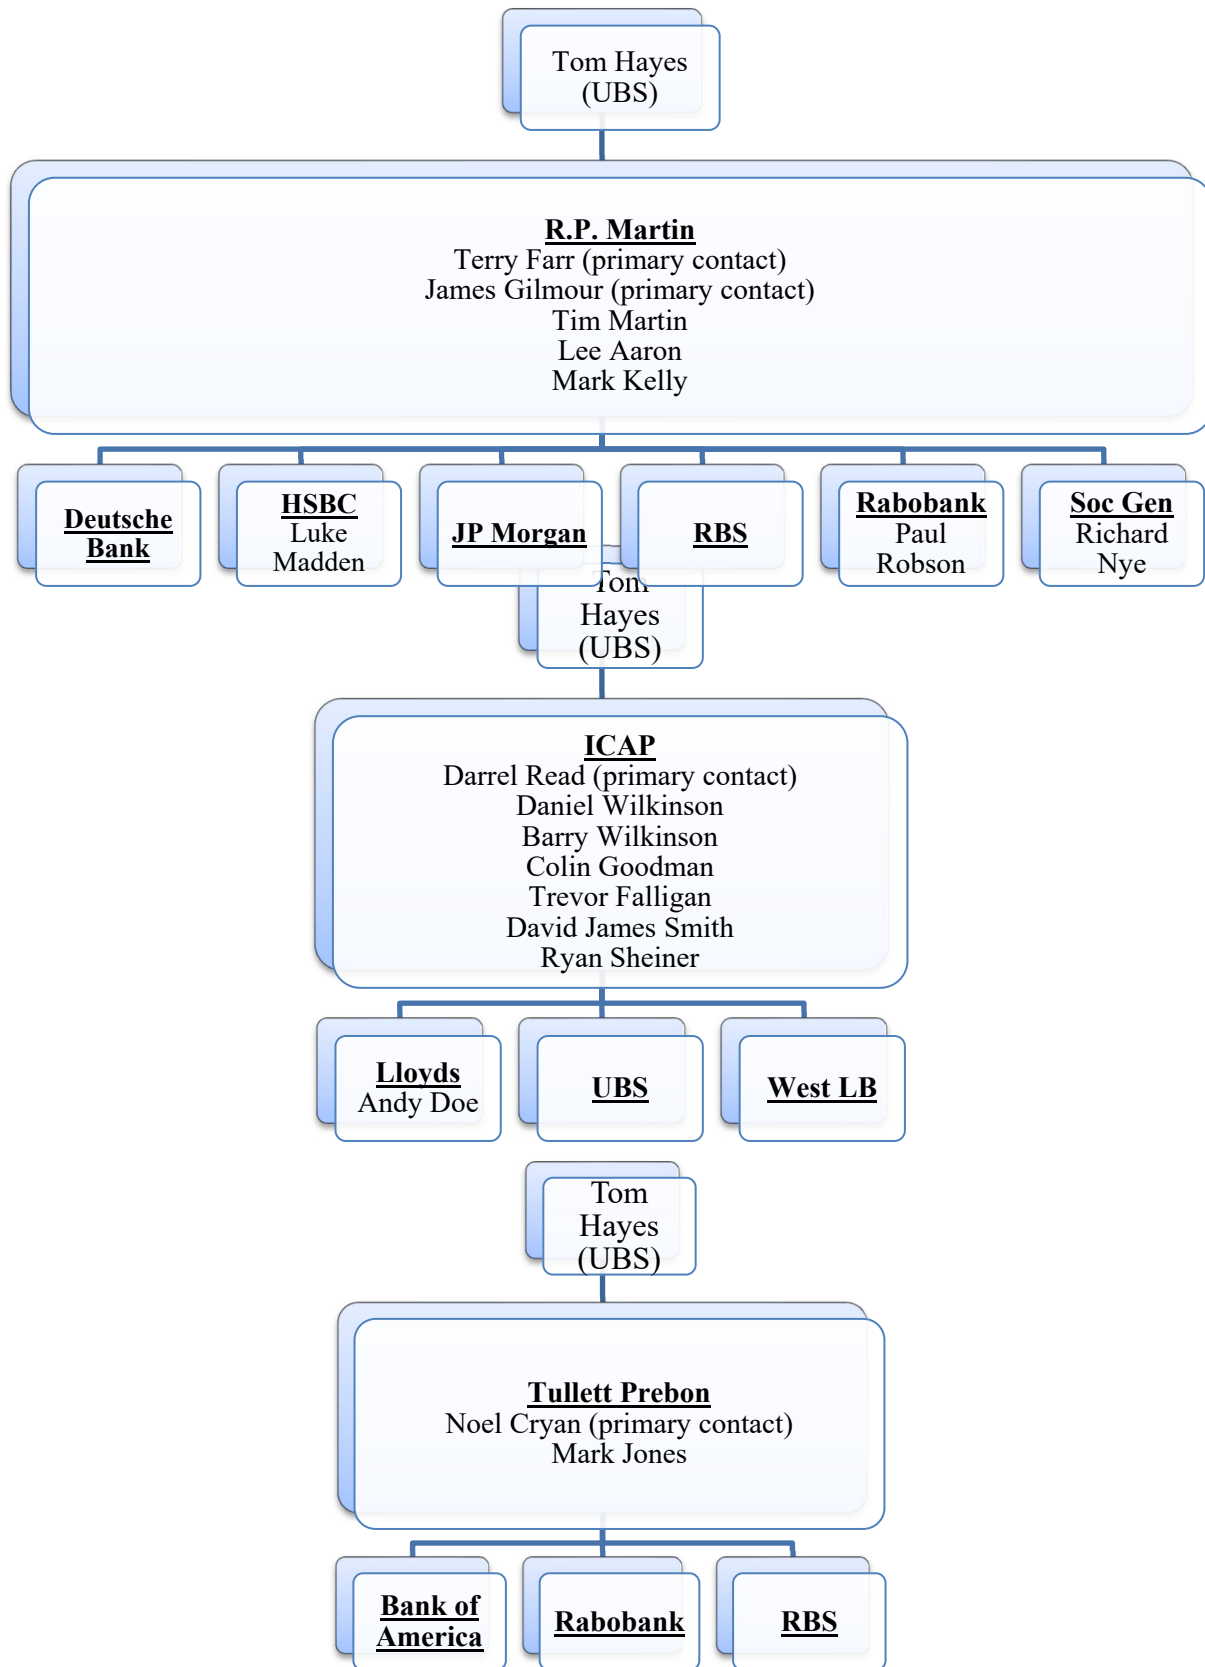 Tom Hayes
(UBS)
R.P. Martin
Terry Farr (primary contact)
James Gilmour (primary contact)
Tim Martin
Lee Aaron
Mark Kelly
Deutsche
Bank
HSBC
Luke
Madden
JP Morgan
RBS
Rabobank
Paul
Robson
Soc Gen
Richard
Nye
Tom
Hayes
(UBS)
ICAP
Darrel Read (primary contact)
Daniel Wilkinson
Barry Wilkinson
Colin Goodman
Trevor Falligan
David James Smith
Ryan Sheiner
Lloyds
Andy Doe
UBS
West LB
Tom
Hayes
(UBS)
Tullett Prebon
Noel Cryan (primary contact)
Mark Jones
Bank of
America
Rabobank
RBS